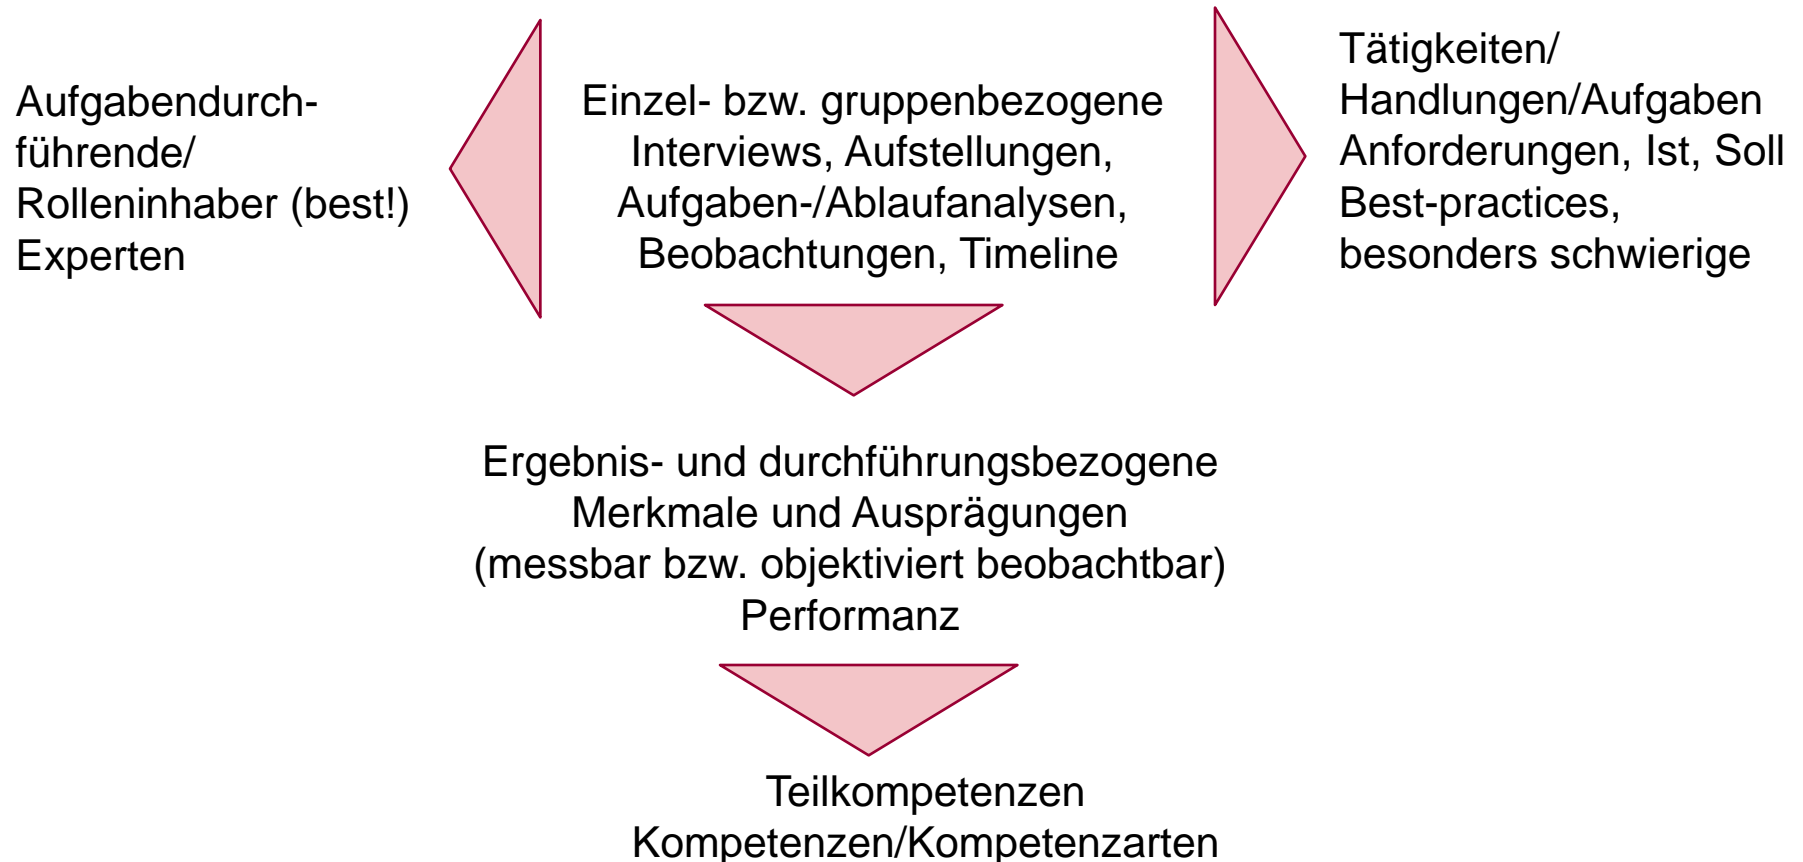 Aufgabendurch-
führende/
Rolleninhaber (best!)
Experten
Einzel- bzw. gruppenbezogene
Interviews, Aufstellungen,
Aufgaben-/Ablaufanalysen,
Beobachtungen, Timeline
Tätigkeiten/
Handlungen/Aufgaben
Anforderungen, Ist, Soll
Best-practices,
besonders schwierige
Ergebnis- und durchführungsbezogene
Merkmale und Ausprägungen
(messbar bzw. objektiviert beobachtbar)
Performanz
Teilkompetenzen
Kompetenzen/Kompetenzarten